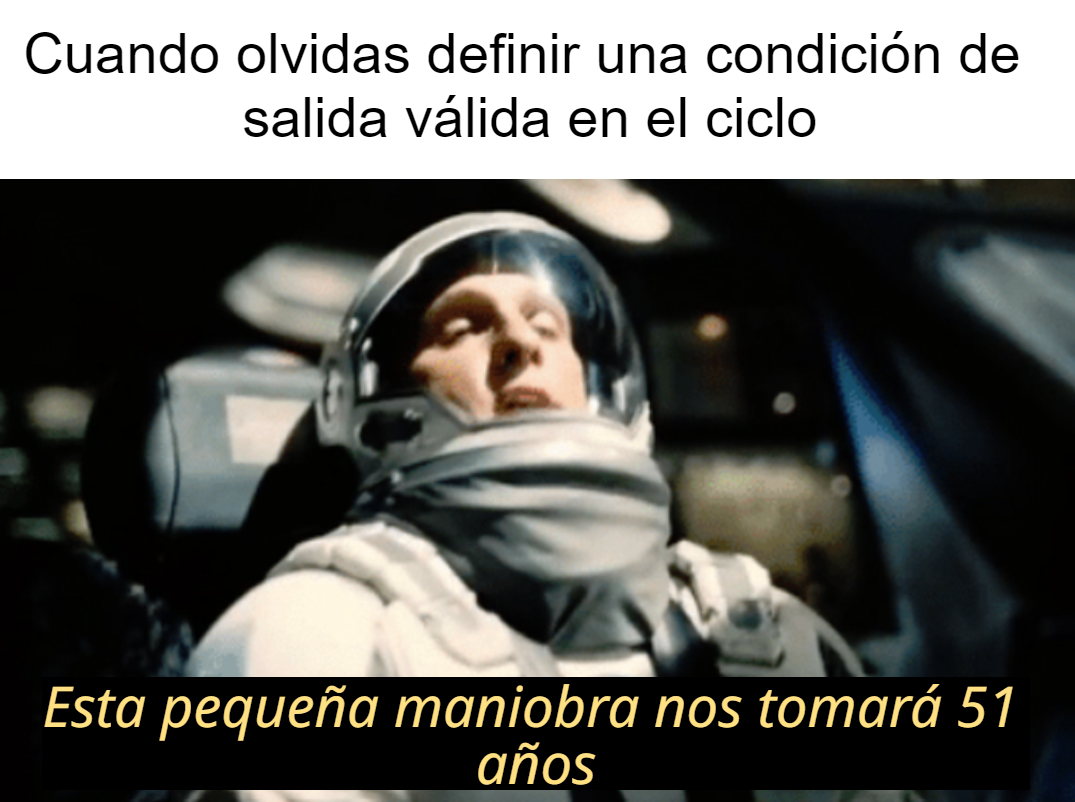 Cuando olvidas definir una condición de
salida válida en el ciclo
Esta pequeña maniobra nos tomará 51
años